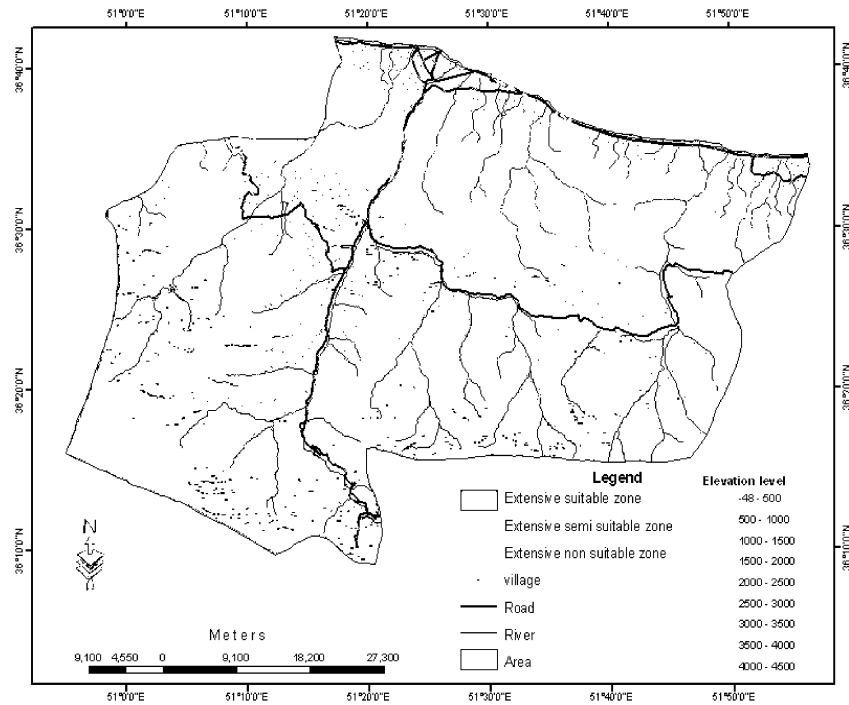 51°0'0"E 51°10'0"E 51°20'0"E 51°30'0"E 51°40'0"E 51°50'0"E
36°40'0"N 36°40'0"N
36°30'0"N 36°30'0"N
36°20'0"N 36°20'0"N
36°10'0"N 36°10'0"N
Legend
Extensive suitable zone
Extensive semi suitable zone
Extensive non suitable zone
village
Road
River
Area
Elevation level
-48 - 500
500 - 1000
1000 - 1500
1500 - 2000
2000 - 2500
2500 - 3000
3000 - 3500
3500 - 4000
4000 - 4500
N
Meters
9,100 4,550 0 9,100 18,200 27,300
51°0'0"E 51°10'0"E 51°20'0"E 51°30'0"E 51°40'0"E 51°50'0"E